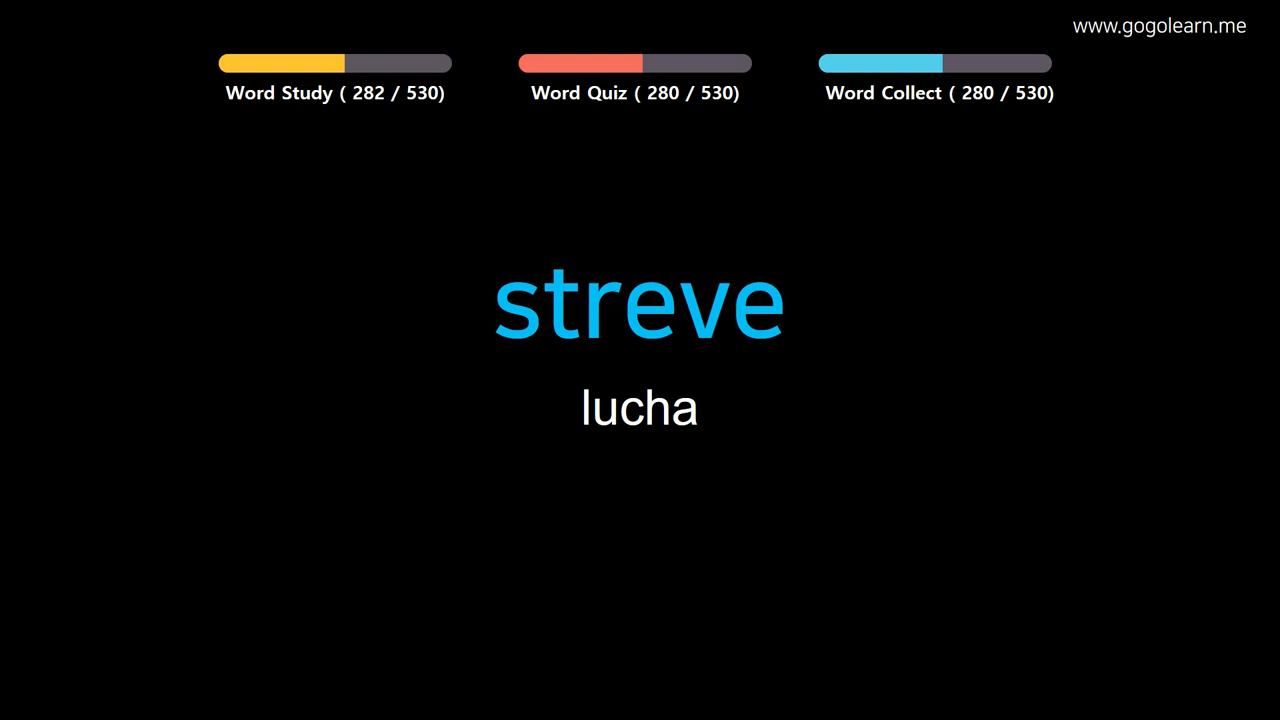 www.gogolearn.me
Word Study ( 282 / 530)
Word Quiz ( 280 / 530)
Word Collect ( 280 / 530)
streve
lucha